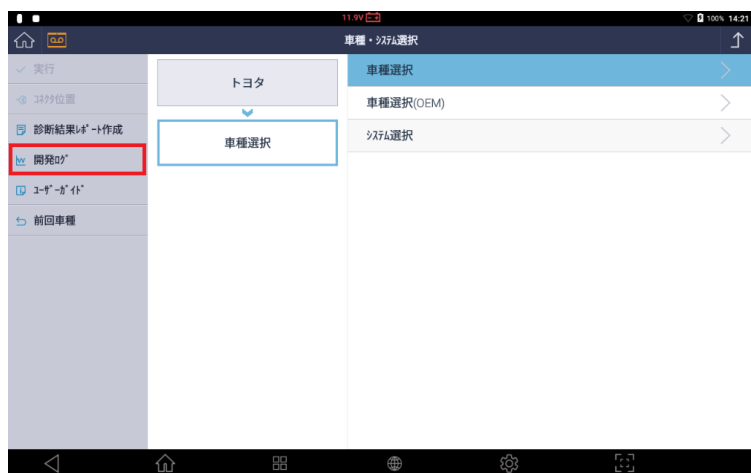 11.9V
100% 14:21
車種・ｼｽﾃﾑ選択
実行
ｺﾈｸﾀ位置
診断結果ﾚﾎﾟｰﾄ作成
開発ﾛｸﾞ
ﾕｰｻﾞｰｶﾞｲﾄﾞ
前回車種
トヨタ
車種選択
車種選択
車種選択(OEM)
ｼｽﾃﾑ選択